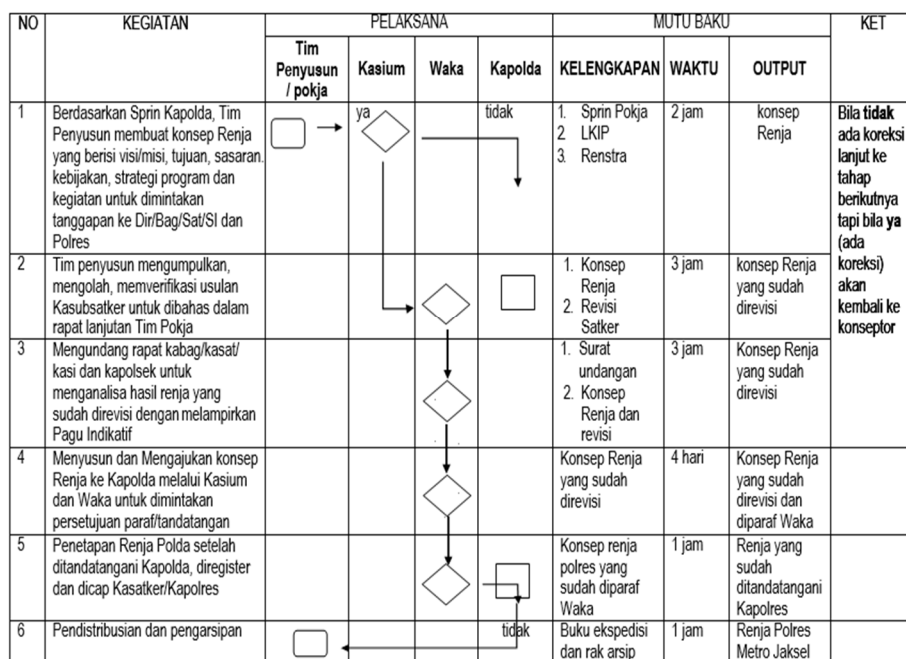 NO KEGIATAN PELAKSANA MUTU BAKU KET
Tim Penyusun / pokja Kasium Waka Kapolda KELENGKAPAN WAKTU OUTPUT
1
Berdasarkan Sprin Kapolda, Tim
Penyusun membuat konsep Renja
yang berisi visi/misi, tujuan, sasaran.
kebijakan, strategi program dan
kegiatan untuk dimintakan
tanggapan ke Dir/Bag/Sat/SI dan
Polres
ya
tidak
1. Sprin Pokja
2 LKIP
3. Renstra
2 jam
konsep
Renja
Bila tidak
ada koreksi
lanjut ke
tahap
berikutnya
tapi bila ya
(ada
koreksi)
akan
kembali ke
konseptor
2
Tim penyusun mengumpulkan,
mengolah, memverifikasi usulan
Kasubsatker untuk dibahas dalam
rapat lanjutan Tim Pokja
1. Konsep
Renja
2. Revisi
Satker
3 jam
konsep Renja
yang sudah
direvisi
3
Mengundang rapat kabag/kasat/
kasi dan kapolsek untuk
menganalisa hasil renja yang
sudah direvisi dengan melampirkan
Pagu Indikatif
1. Surat
undangan
2. Konsep
Renja dan
revisi
3 jam
Konsep Renja
yang sudah
direvisi
4
Menyusun dan Mengajukan konsep
Renja ke Kapolda melalui Kasium
dan Waka untuk dimintakan
persetujuan paraf/tandatangan
Konsep Renja
yang sudah
direvisi
4 hari
Konsep Renja
yang sudah
direvisi dan
diparaf Waka
5
Penetapan Renja Polda setelah
ditandatangani Kapolda, diregister
dan dicap Kasatker/Kapolres
Konsep renja
polres yang
sudah diparaf
Waka
1 jam
Renja yang
sudah
ditandatangani
Kapolres
6
Pendistribusian dan pengarsipan
tidak
Buku ekspedisi
dan rak arsip
1 jam
Renja Polres
Metro Jaksel